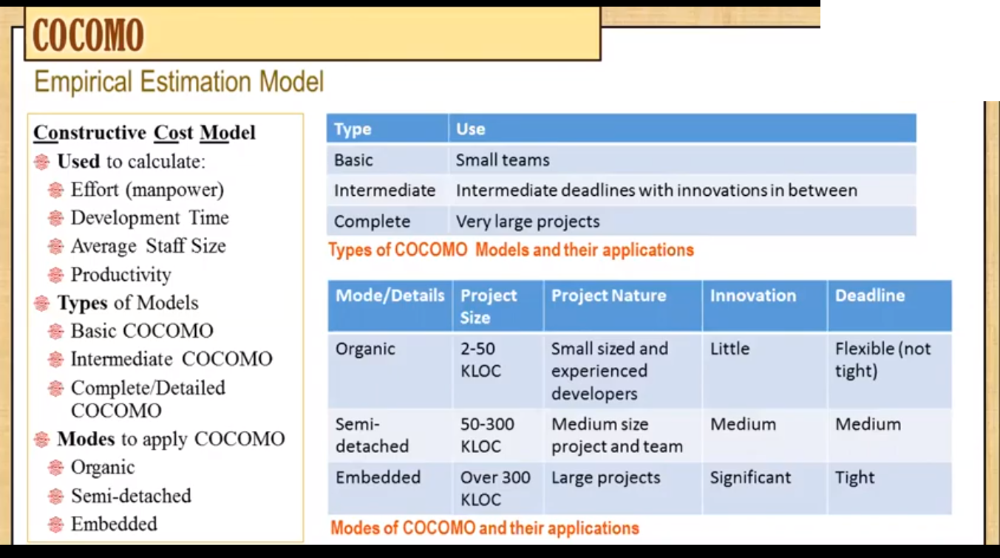 COCOMO
Empirical Estimation Model
Constructive Cost Model
Used to calculate:
Effort (manpower)
Development Time
Average Staff Size
Productivity
Types of Models
Basic COCOMO
Intermediate COCOMO
Complete/Detailed
COCOMO
Modes to apply COCOMO
Organic
Semi-detached
Embedded
Type Use
Basic Small teams
Intermediate Intermediate deadlines with innovations in between
Complete Very large projects
Types of COCOMO Models and their applications
Mode/Details Project Project Nature Innovation Deadline
Size
Organic 2-50 Small sized and Little Flexible (not
KLOC experienced tight)
developers
Semi- 50-300 Medium size Medium Medium
detached KLOC project and team
Embedded Over 300 Large projects Significant Tight
KLOC
Modes of COCOMO and their applications